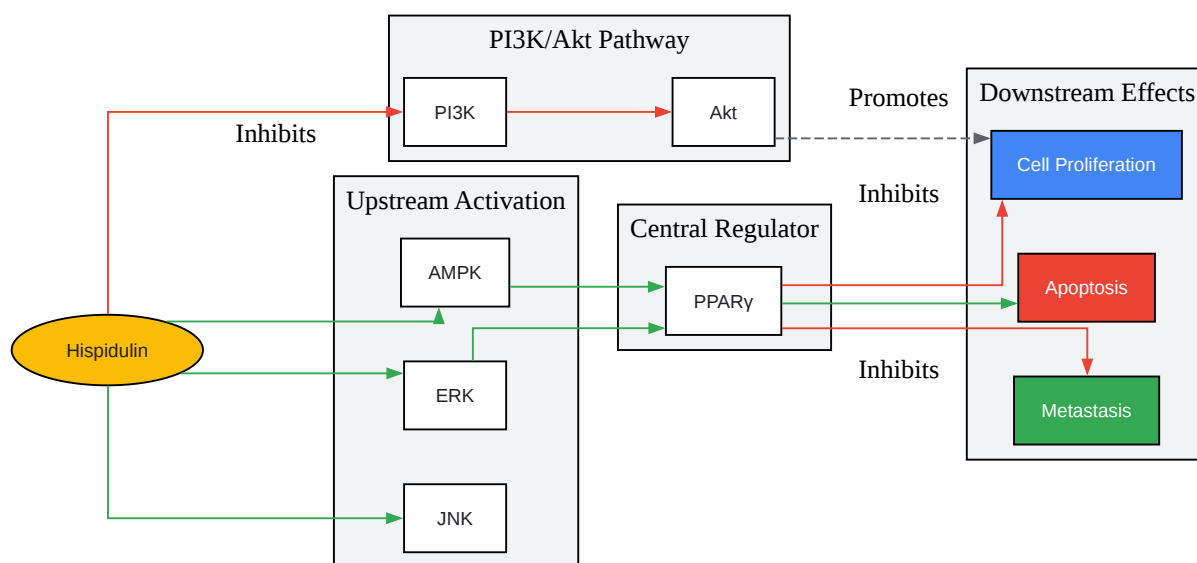 PI3K/Akt Pathway
PI3K
Akt
Promotes
Downstream Effects
Inhibits
Cell Proliferation
Upstream Activation
Inhibits
Central Regulator
AMPK
PPARγ
Apoptosis
Hispidulin
ERK
Inhibits
Metastasis
JNK